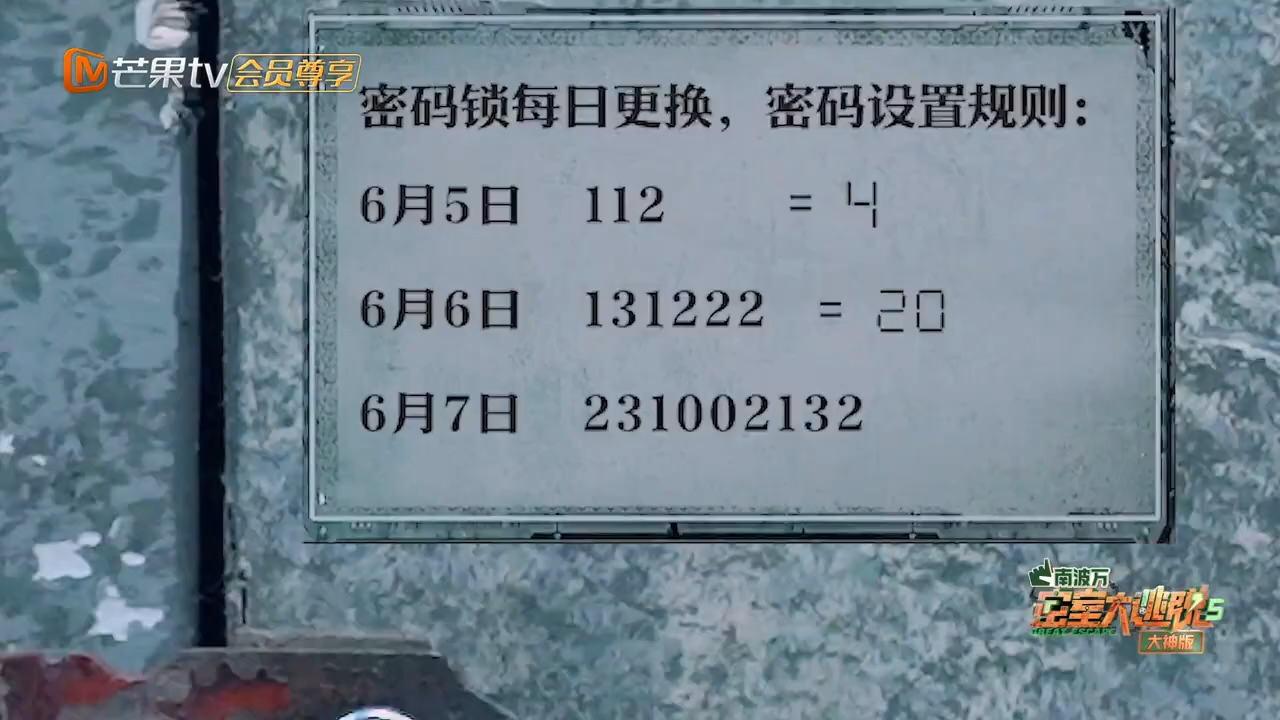 芒果tv会员尊享
密码锁每日更换，密码设置规则：
6月5日 112 = 4
6月6日 131222 = 20
6月7日 231002132
南波万
密室大逃脱5
GREAT ESCAPE
大神版